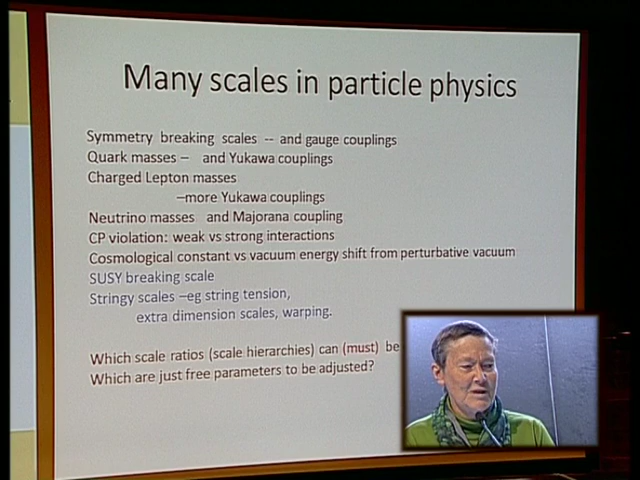 Many scales in particle physics
Symmetry breaking scales -- and gauge couplings
Quark masses – and Yukawa couplings
Charged Lepton masses
–more Yukawa couplings
Neutrino masses and Majorana coupling
CP violation: weak vs strong interactions
Cosmological constant vs vacuum energy shift from perturbative vacuum
SUSY breaking scale
Stringy scales –eg string tension,
extra dimension scales, warping.
Which scale ratios (scale hierarchies) can (must) be
Which are just free parameters to be adjusted?